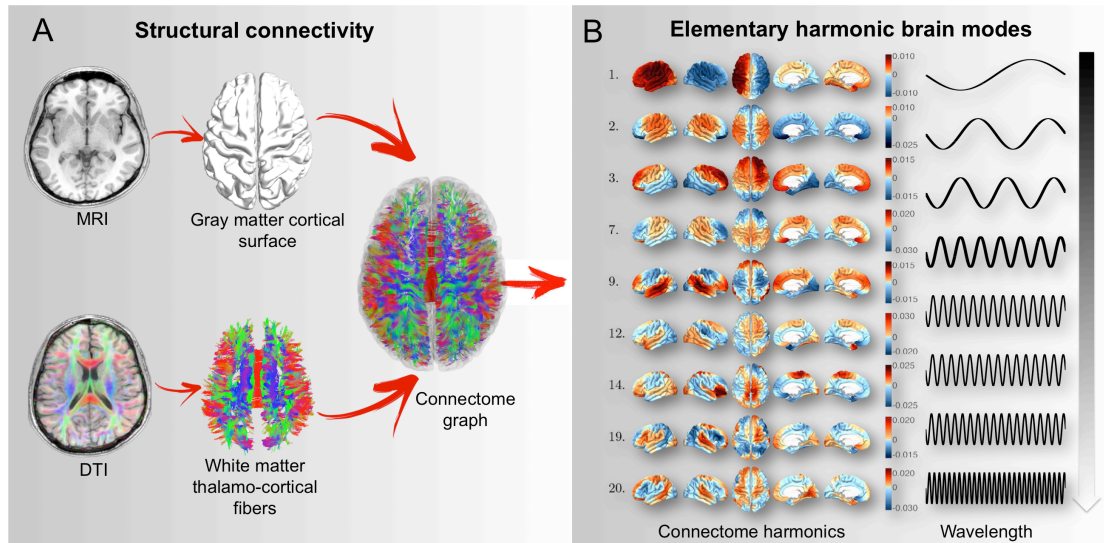 A
Structural connectivity
MRI
Gray matter cortical
surface
DTI
White matter
thalamo-cortical
fibers
Connectome
graph
B
Elementary harmonic brain modes
1.
0.010
0
-0.010
2.
0.010
0
-0.025
3.
0.015
0
-0.015
7.
0.020
0
-0.030
9.
0.015
0
-0.015
12.
0.030
0
-0.020
14.
0.025
0
-0.025
19.
0.020
0
-0.015
20.
0.020
0
-0.030
Connectome harmonics
Wavelength